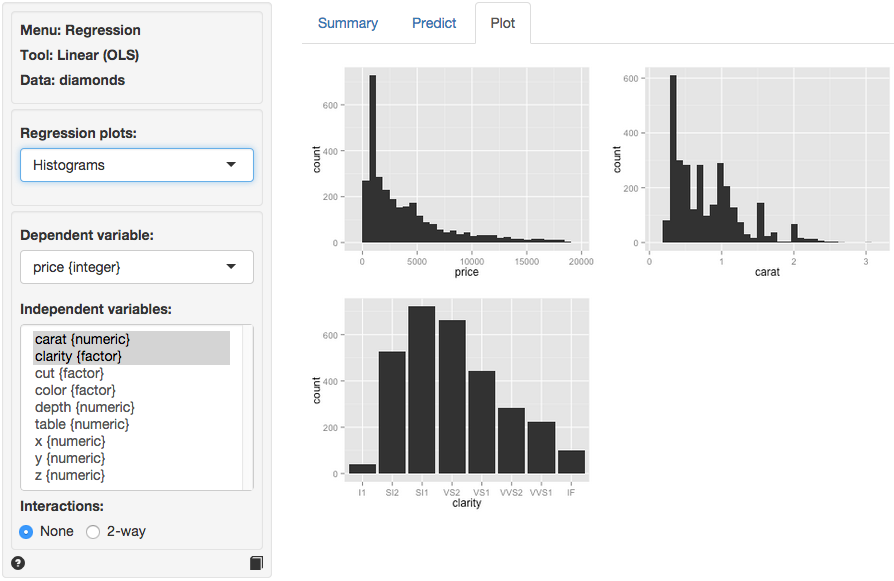 Menu: Regression
Tool: Linear (OLS)
Data: diamonds
Regression plots:
Histograms
Dependent variable:
price {integer}
Independent variables:
carat {numeric}
clarity {factor}
cut {factor}
color {factor}
depth {numeric}
table {numeric}
x {numeric}
y {numeric}
z {numeric}
Interactions:
None 2-way
?
Summary Predict Plot
600
400
200
0
count
0 5000 10000 15000 20000
price
600
400
200
0
count
0 1 2 3
carat
600
400
200
0
count
I1 SI2 SI1 VS2 VS1 VVS2 VVS1 IF
clarity